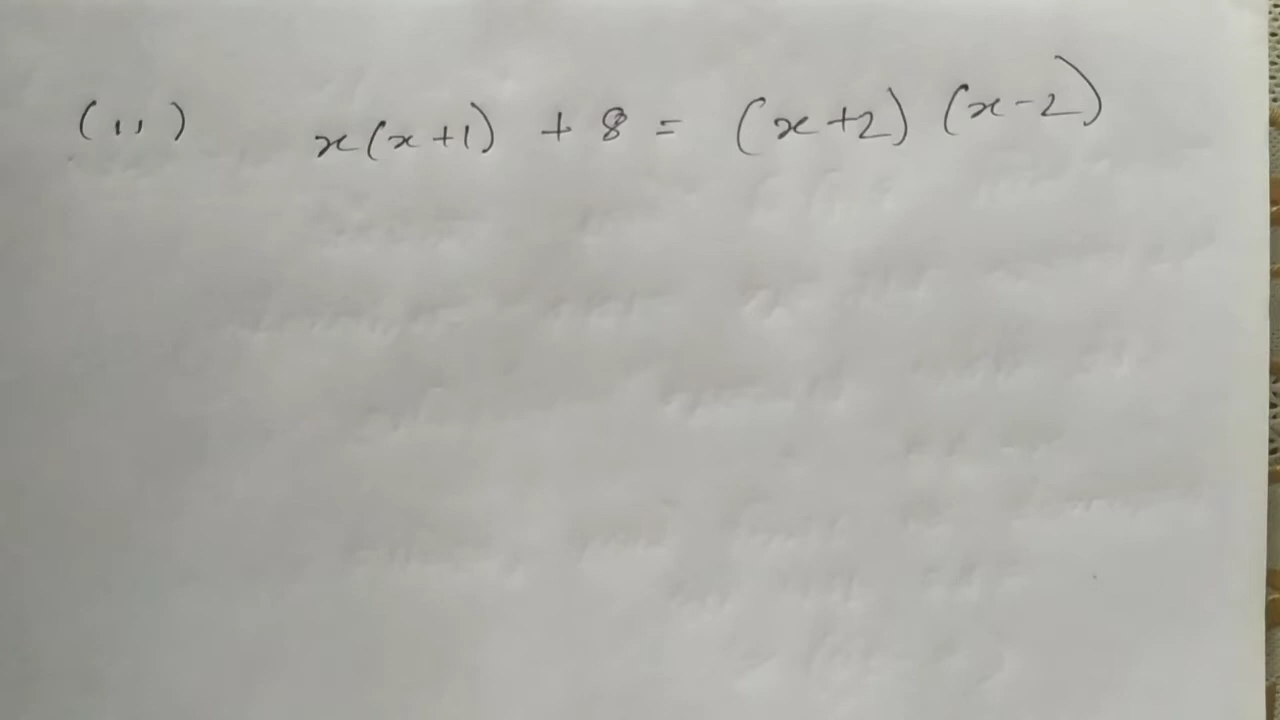 (ii) x(x+1) + 8 = (x+2) (x-2)